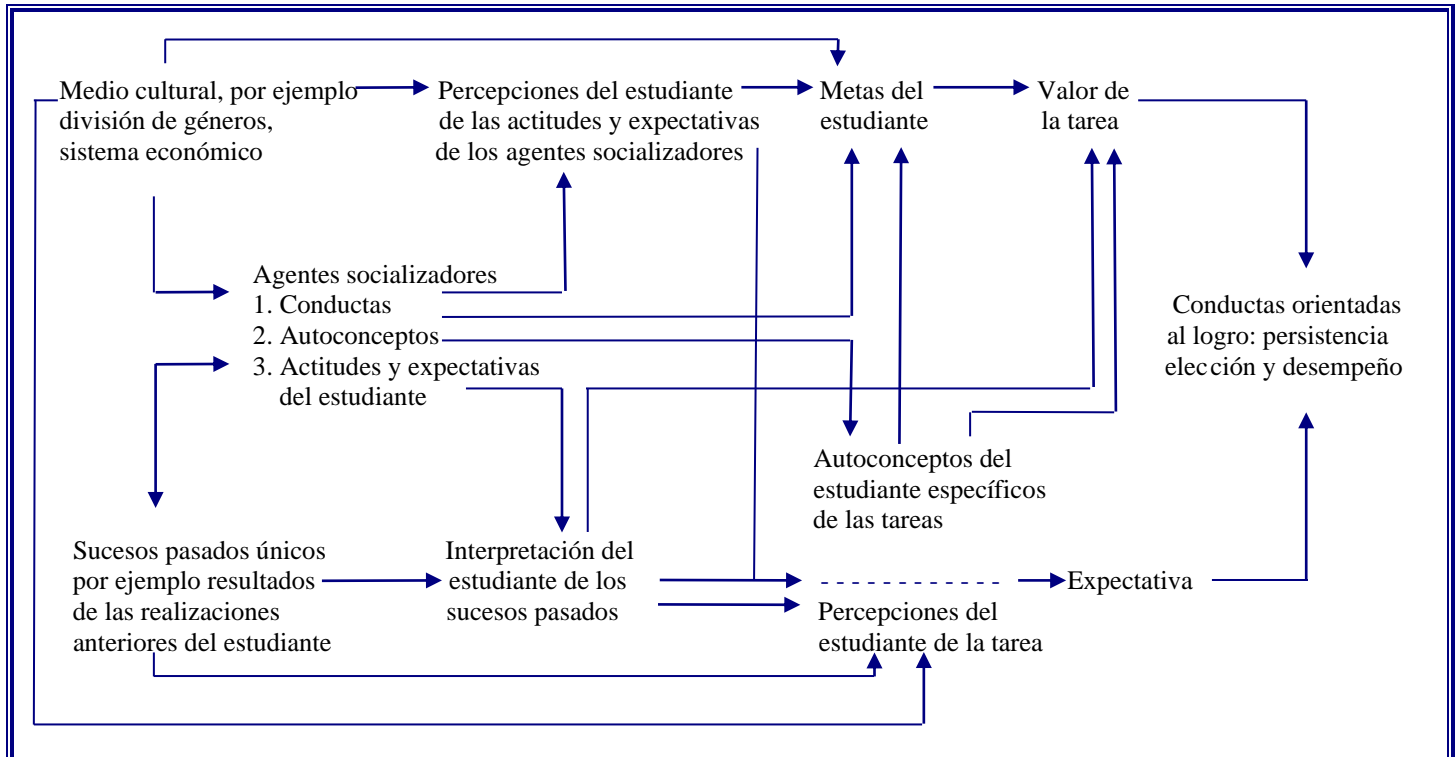 Medio cultural, por ejemplo
división de géneros,
sistema económico
Percepciones del estudiante
de las actitudes y expectativas
de los agentes socializadores
Metas del
estudiante
Valor de
la tarea
Agentes socializadores
1. Conductas
2. Autoconceptos
3. Actitudes y expectativas
del estudiante
Conductas orientadas
al logro: persistencia
elección y desempeño
Autoconceptos del
estudiante específicos
de las tareas
Sucesos pasados únicos
por ejemplo resultados
de las realizaciones
anteriores del estudiante
Interpretación del
estudiante de los
sucesos pasados
- - - - - - - - - - - - -
Percepciones del
estudiante de la tarea
Expectativa